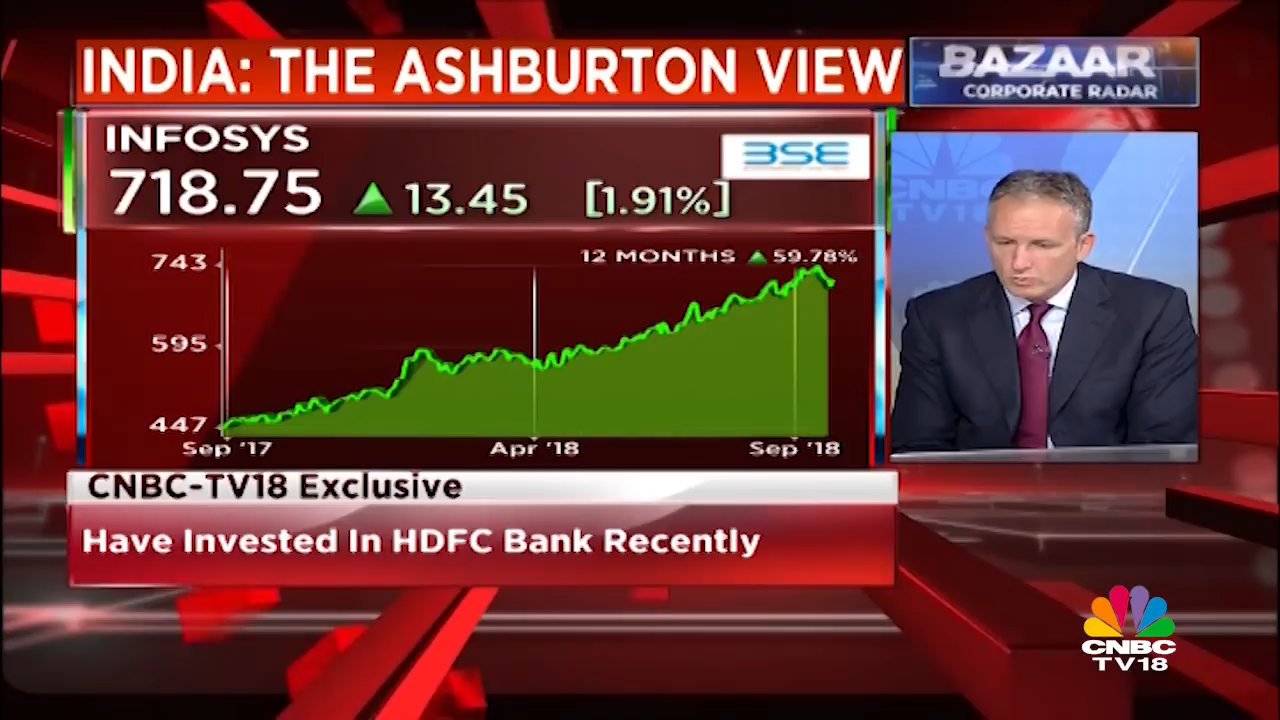 INDIA: THE ASHBURTON VIEW
BAZAAR
CORPORATE RADAR
INFOSYS
BSE
718.75 ▲ 13.45 [1.91%]
12 MONTHS ▲ 59.78%
743
595
447
Sep '17 Apr '18 Sep '18
CNBC
TV18
CNBC-TV18 Exclusive
Have Invested In HDFC Bank Recently
CNBC
TV18